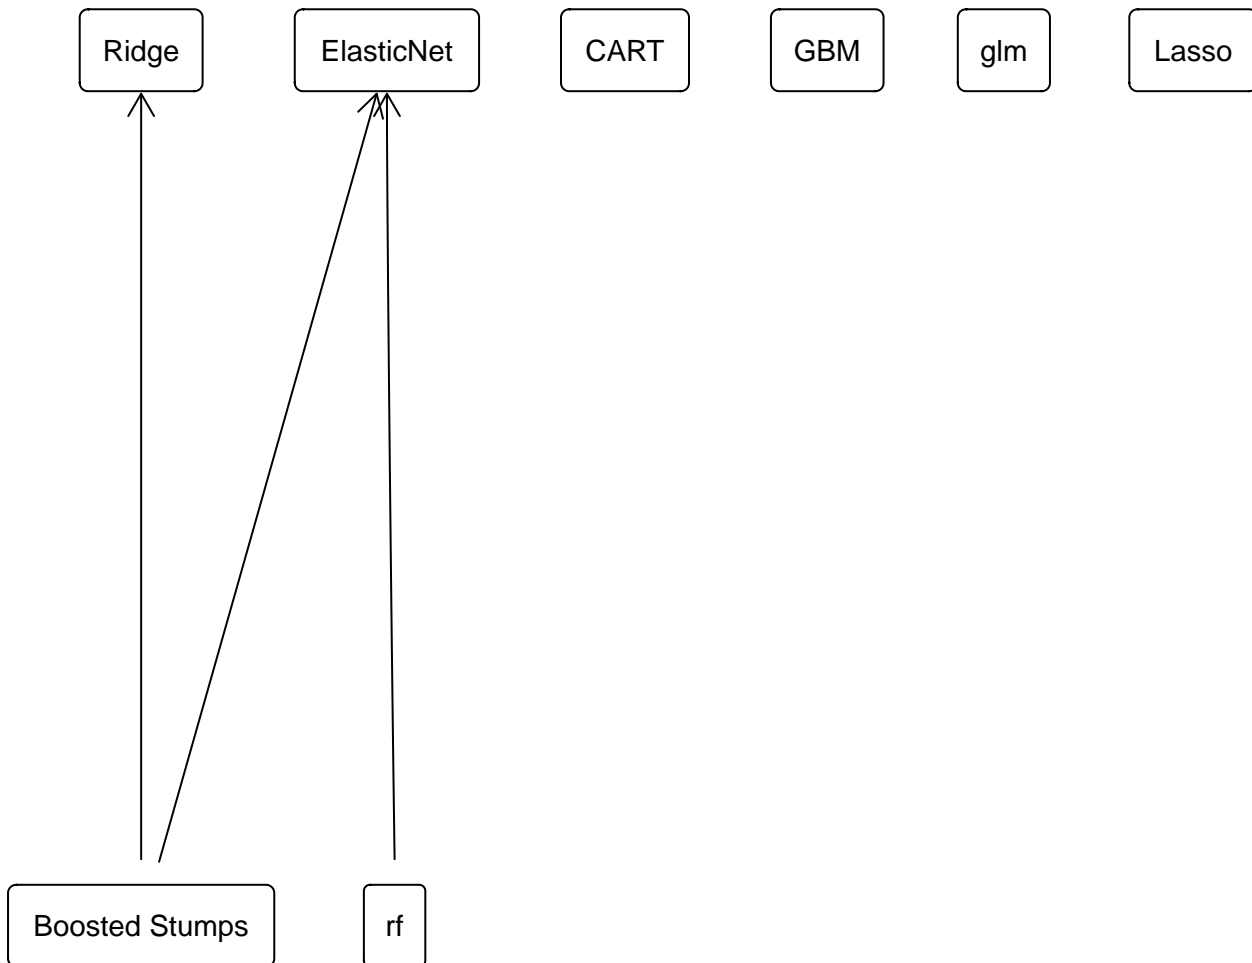 Ridge
ElasticNet
CART
GBM
glm
Lasso
Boosted Stumps
rf